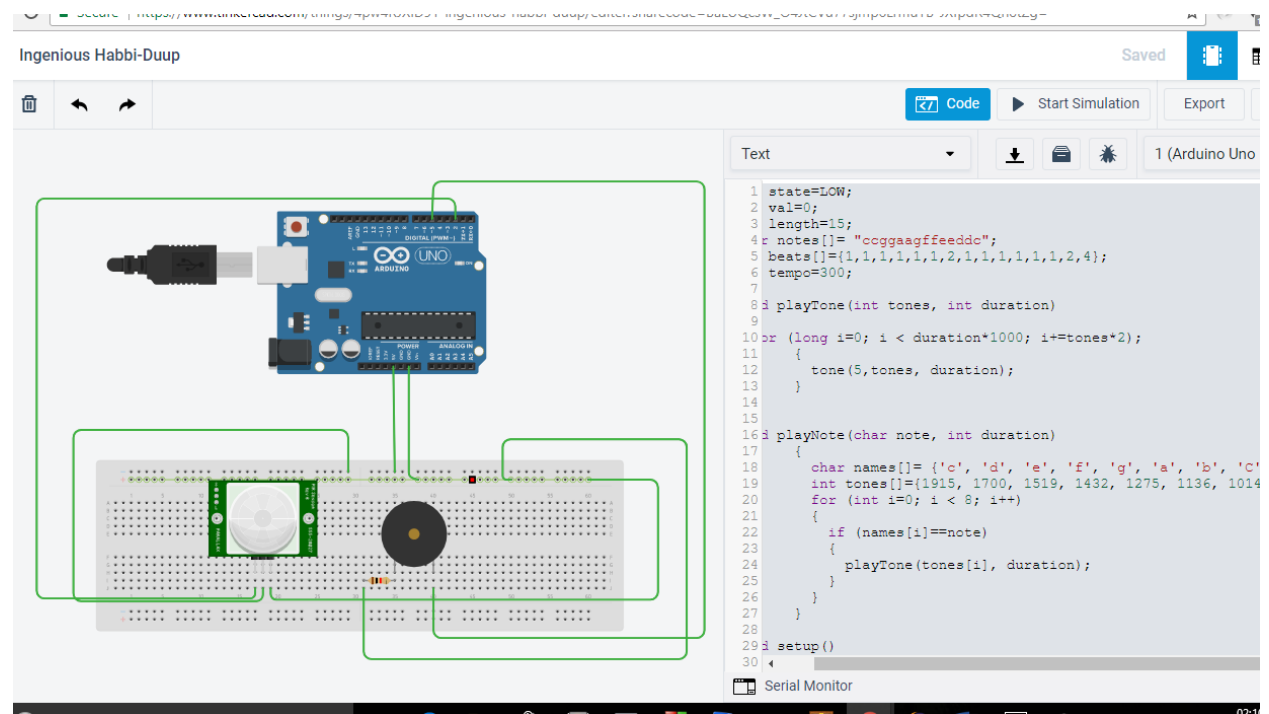 Ingenious Habbi-Duup
Saved
Code
Start Simulation
Export
Text
1 (Arduino Uno
1 state=LOW;
2 val=0;
3 length=15;
4 r notes[]= "ccggaagffeeddc";
5 beats[]={1,1,1,1,1,1,2,1,1,1,1,1,1,2,4};
6 tempo=300;
7
8 d playTone(int tones, int duration)
9
10 or (long i=0; i < duration*1000; i+=tones*2);
11 {
12 tone(5,tones, duration);
13 }
14
15
16 d playNote(char note, int duration)
17 {
18 char names[]= {'c', 'd', 'e', 'f', 'g', 'a', 'b', 'C'
19 int tones[]={1915, 1700, 1519, 1432, 1275, 1136, 1014
20 for (int i=0; i < 8; i++)
21 {
22 if (names[i]==note)
23 {
24 playTone(tones[i], duration);
25 }
26 }
27 }
28
29 d setup()
30
Serial Monitor
DIGITAL (PWM~)
UNO
ARDUINO
POWER
ANALOG IN